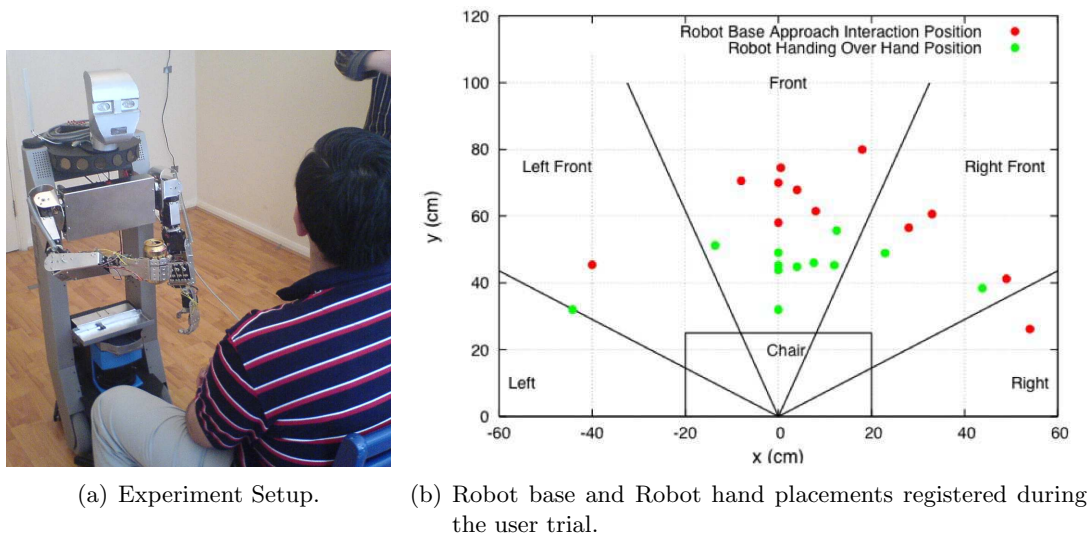 120
100
80
60
40
20
0
-60
-40
-20
0
20
40
60
y (cm)
x (cm)
Robot Base Approach Interaction Position
Robot Handing Over Hand Position
Front
Left Front
Right Front
Chair
Left
Right
(a) Experiment Setup.
(b) Robot base and Robot hand placements registered during
the user trial.